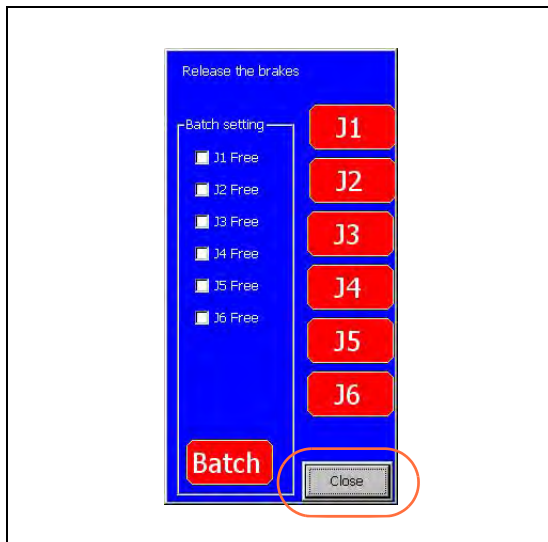 Release the brakes
Batch setting
J1 Free
J2 Free
J3 Free
J4 Free
J5 Free
J6 Free
Batch
J1
J2
J3
J4
J5
J6
Close